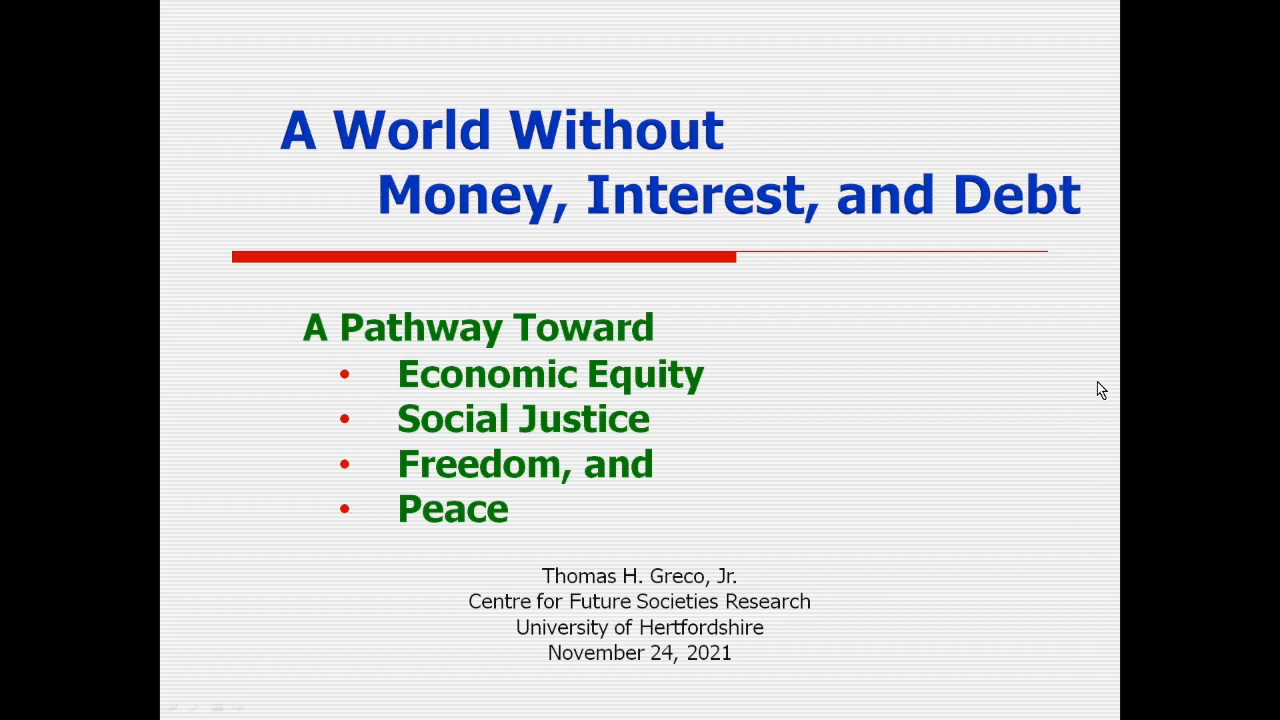 A World Without
Money, Interest, and Debt
A Pathway Toward
• Economic Equity
• Social Justice
• Freedom, and
• Peace
Thomas H. Greco, Jr.
Centre for Future Societies Research
University of Hertfordshire
November 24, 2021